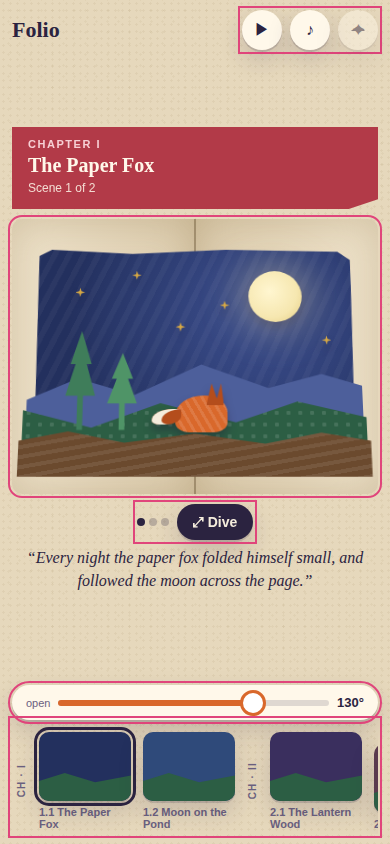 Folio
CHAPTER I
The Paper Fox
Scene 1 of 2
Dive
“Every night the paper fox folded himself small, and
followed the moon across the page.”
open
130°
CH · I
1.1 The Paper
Fox
1.2 Moon on the
Pond
CH · II
2.1 The Lantern
Wood